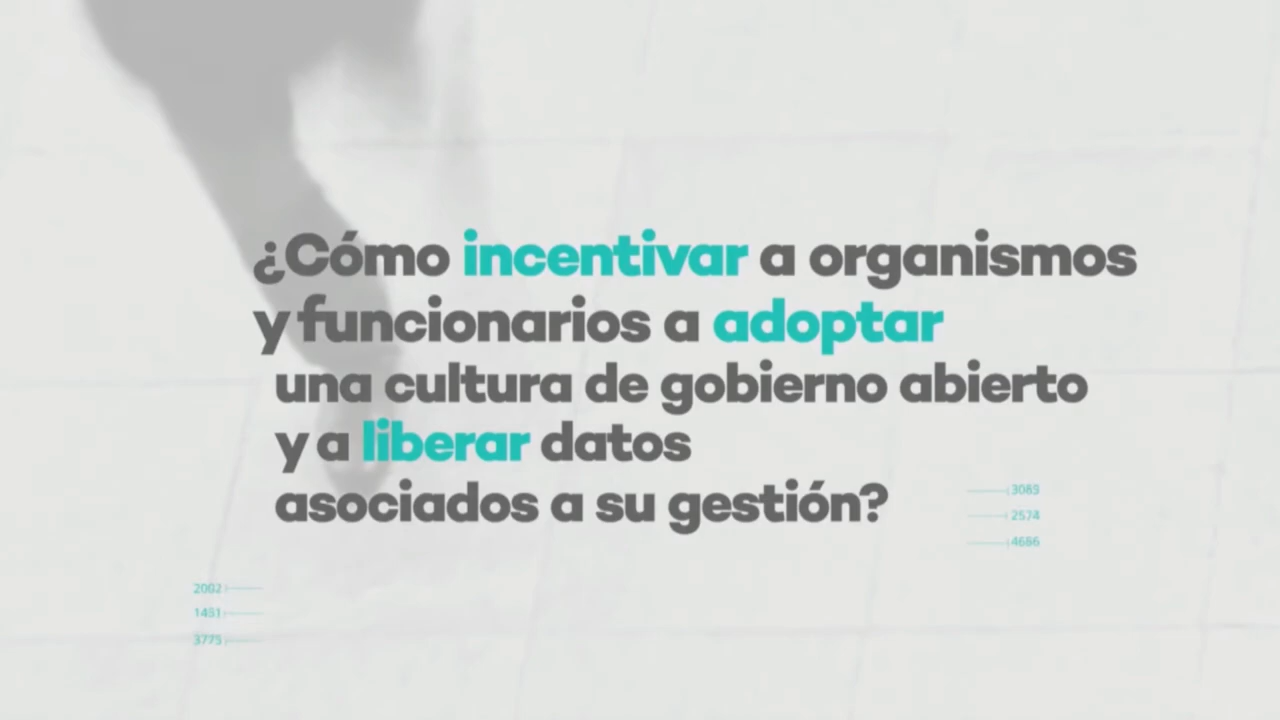 ¿Cómo incentivar a organismos
y funcionarios a adoptar
una cultura de gobierno abierto
y a liberar datos
asociados a su gestión?
3085
2574
4686
2002
1451
3775